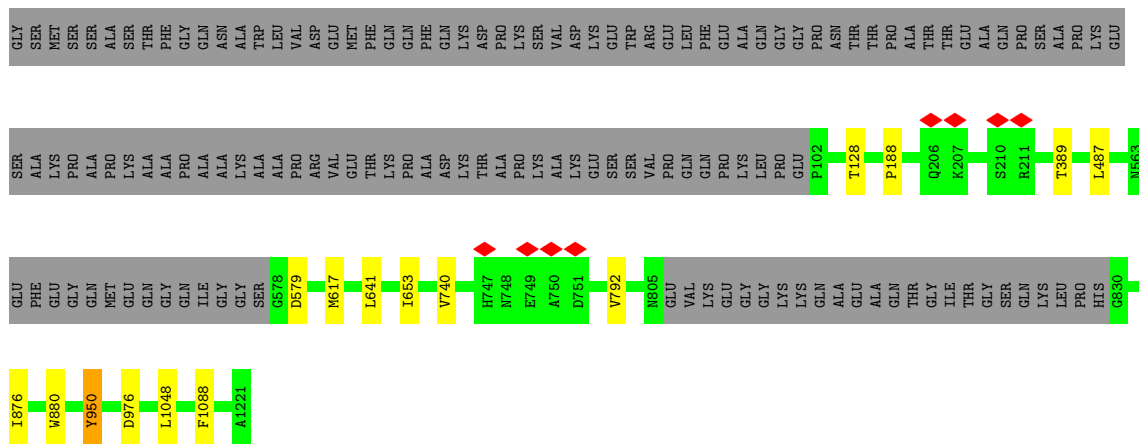 GLY SER MET SER SER ALA SER THR PHE GLY GLN ASN ALA TRP LEU VAL ASP GLU MET PHE GLN GLN PHE GLN LYS ASP PRO LYS SER VAL ASP LYS GLU TRP ARG GLU LEU PHE GLU ALA GLN GLY GLY PRO ASN THR THR PRO ALA THR THR GLU ALA GLN PRO SER ALA PRO LYS GLU
SER ALA LYS PRO ALA PRO LYS ALA ALA PRO ALA ALA LYS ALA ALA PRO ARG VAL GLU THR LYS PRO ALA ASP LYS THR ALA PRO LYS ALA LYS GLU SER SER VAL PRO GLN GLN PRO LYS LEU PRO GLU P102 T128 P188 Q206 K207 S210 R211 T389 L487 N563
GLU PHE GLU GLY GLN MET GLU GLN GLY GLN ILE GLY GLY SER G578 D579 M617 L641 I653 V740 H747 N748 E749 A750 D751 V792 N805 GLU VAL LYS GLU GLY GLY LYS LYS GLN ALA GLU ALA GLN THR GLY ILE THR GLY SER GLN LYS LEU PRO HIS G830
I876 W880 Y950 D976 L1048 F1088 A1221